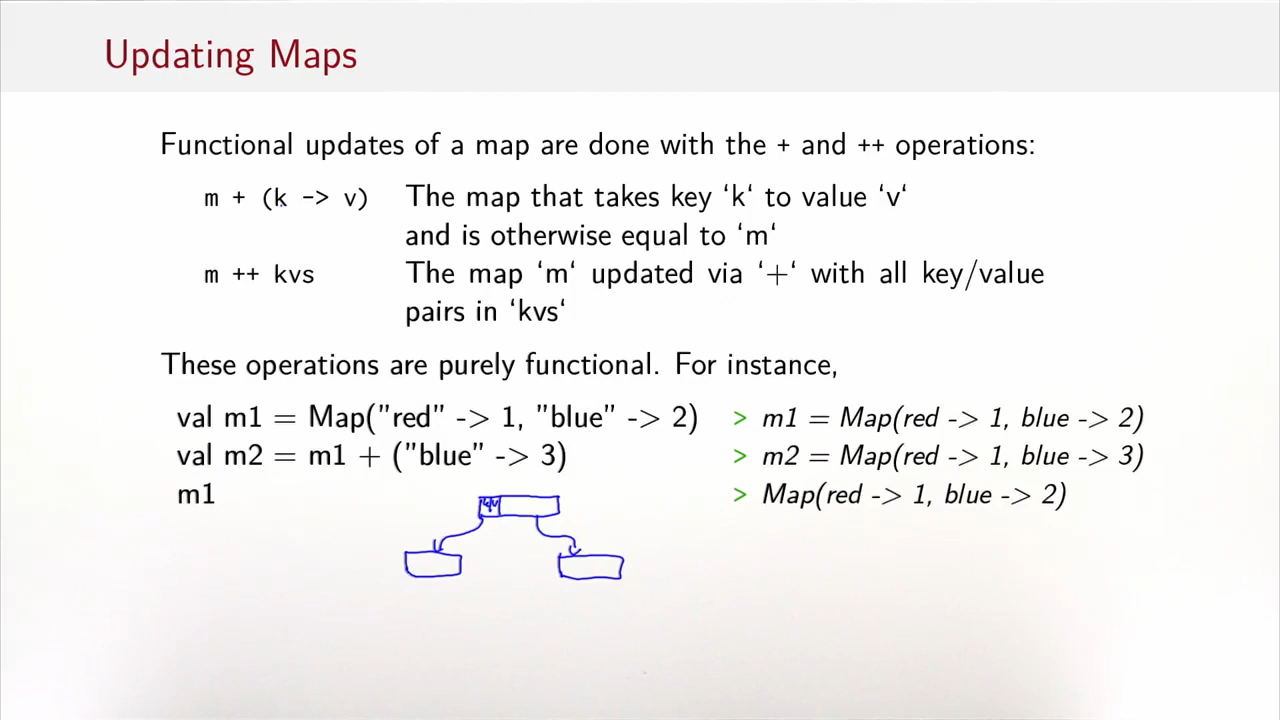 Updating Maps
Functional updates of a map are done with the + and ++ operations:
m + (k -> v) The map that takes key ‘k‘ to value ‘v‘
and is otherwise equal to ‘m‘
m ++ kvs The map ‘m‘ updated via ‘+‘ with all key/value
pairs in ‘kvs‘
These operations are purely functional. For instance,
val m1 = Map(”red” -> 1, ”blue” -> 2) > m1 = Map(red -> 1, blue -> 2)
val m2 = m1 + (”blue” -> 3) > m2 = Map(red -> 1, blue -> 3)
m1 > Map(red -> 1, blue -> 2)